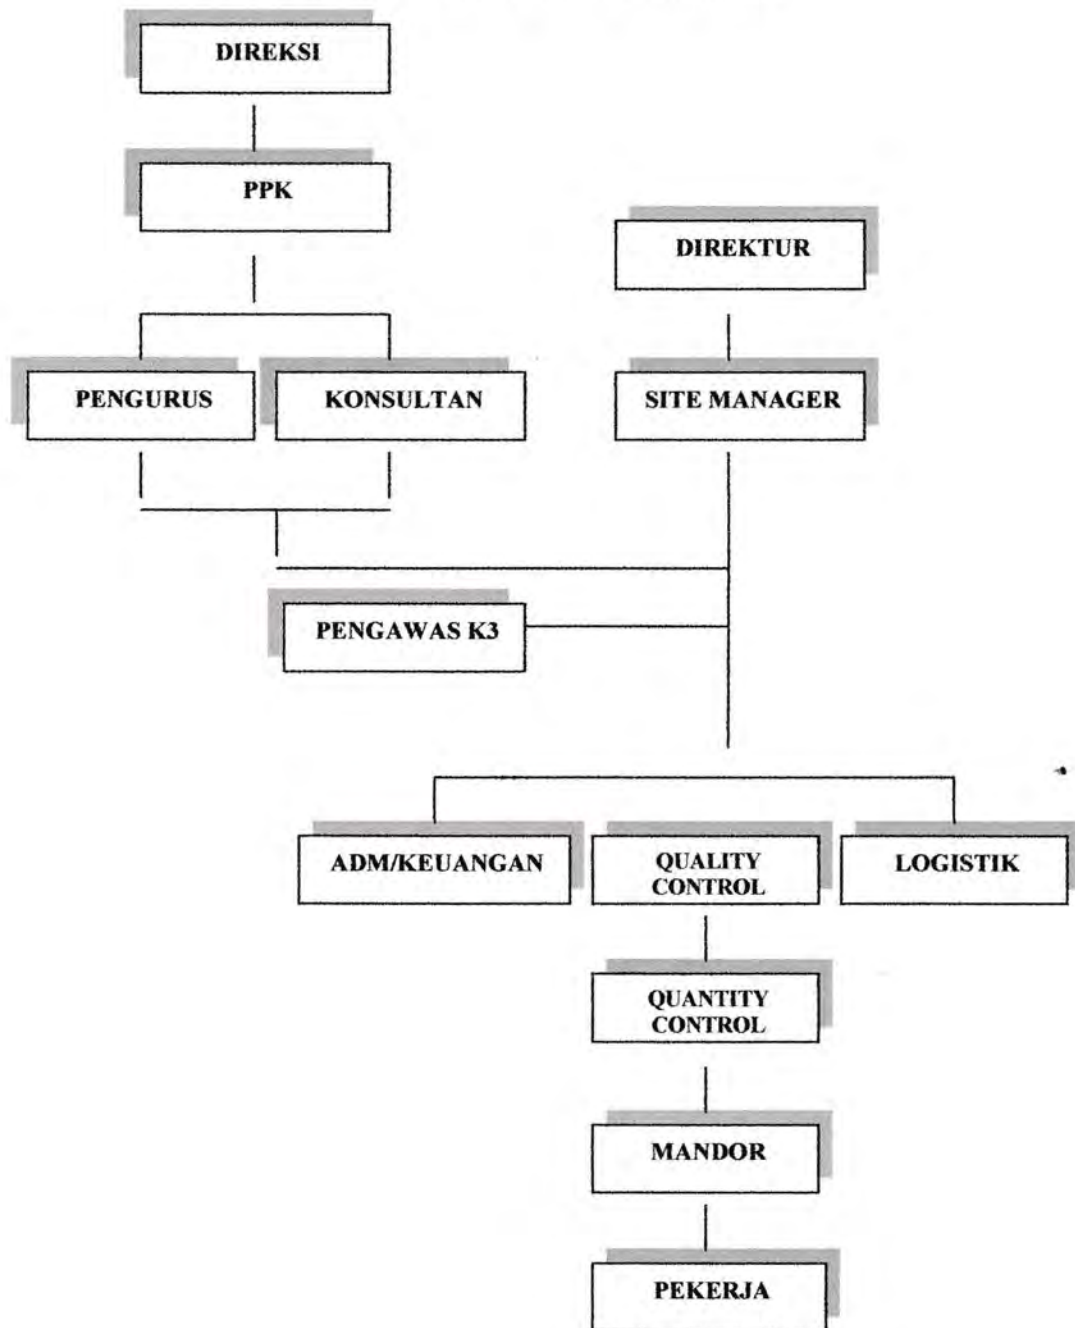 DIREKSI
PPK
DIREKTUR
PENGURUS
KONSULTAN
SITE MANAGER
PENGAWAS K3
ADM/KEUANGAN
QUALITY
CONTROL
LOGISTIK
QUANTITY
CONTROL
MANDOR
PEKERJA